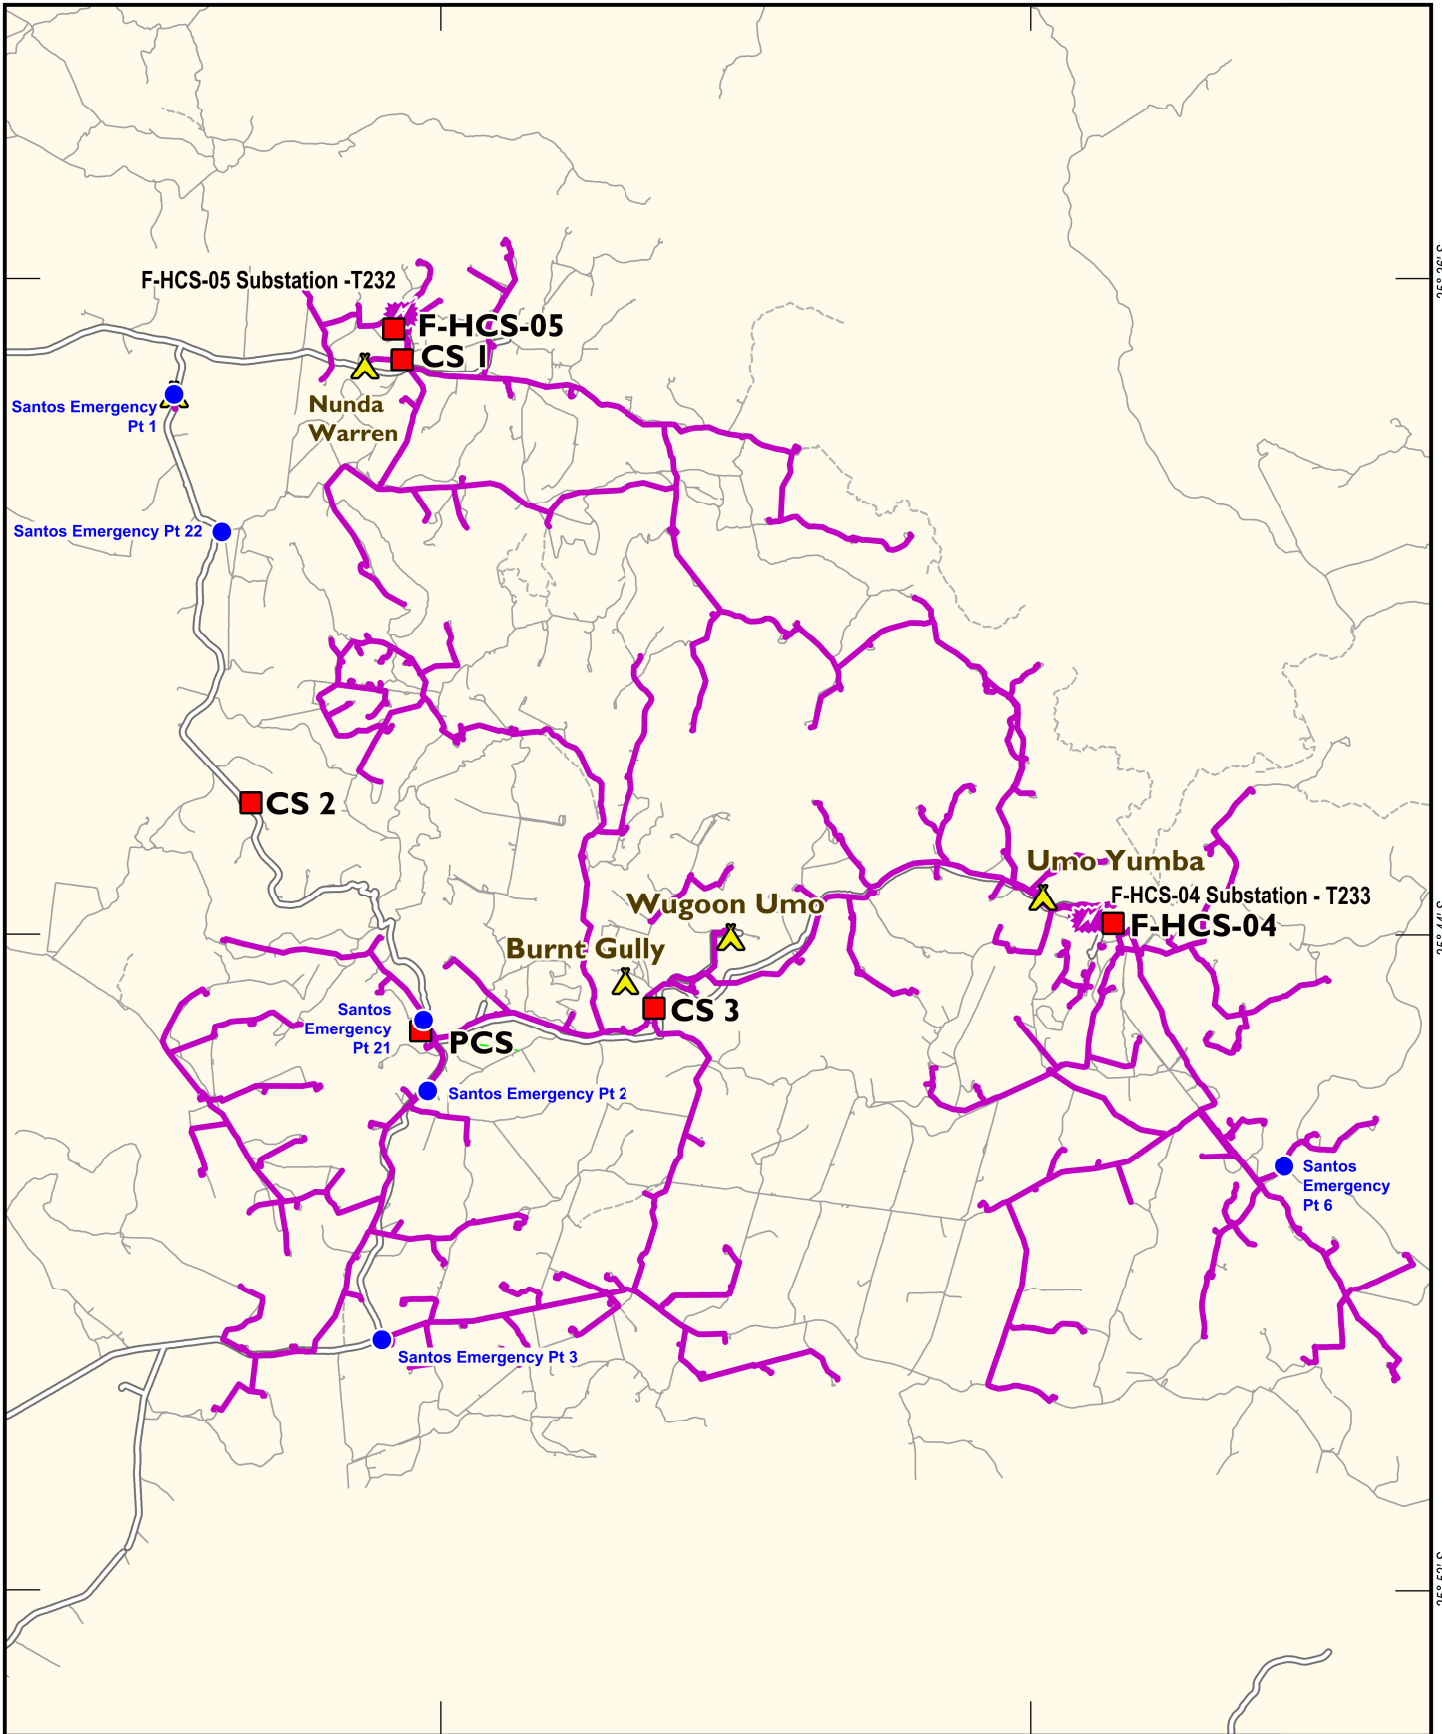 F-HCS-05 Substation -T232
F-HCS-05
CS 1
Santos Emergency
Pt 1
Nunda
Warren
Santos Emergency Pt 22
CS 2
Umo Yumba
F-HCS-04 Substation - T233
Wugoon Umo
F-HCS-04
Burnt Gully
CS 3
Santos
Emergency
Pt 21
PCS
Santos Emergency Pt 2
Santos
Emergency
Pt 6
Santos Emergency Pt 3